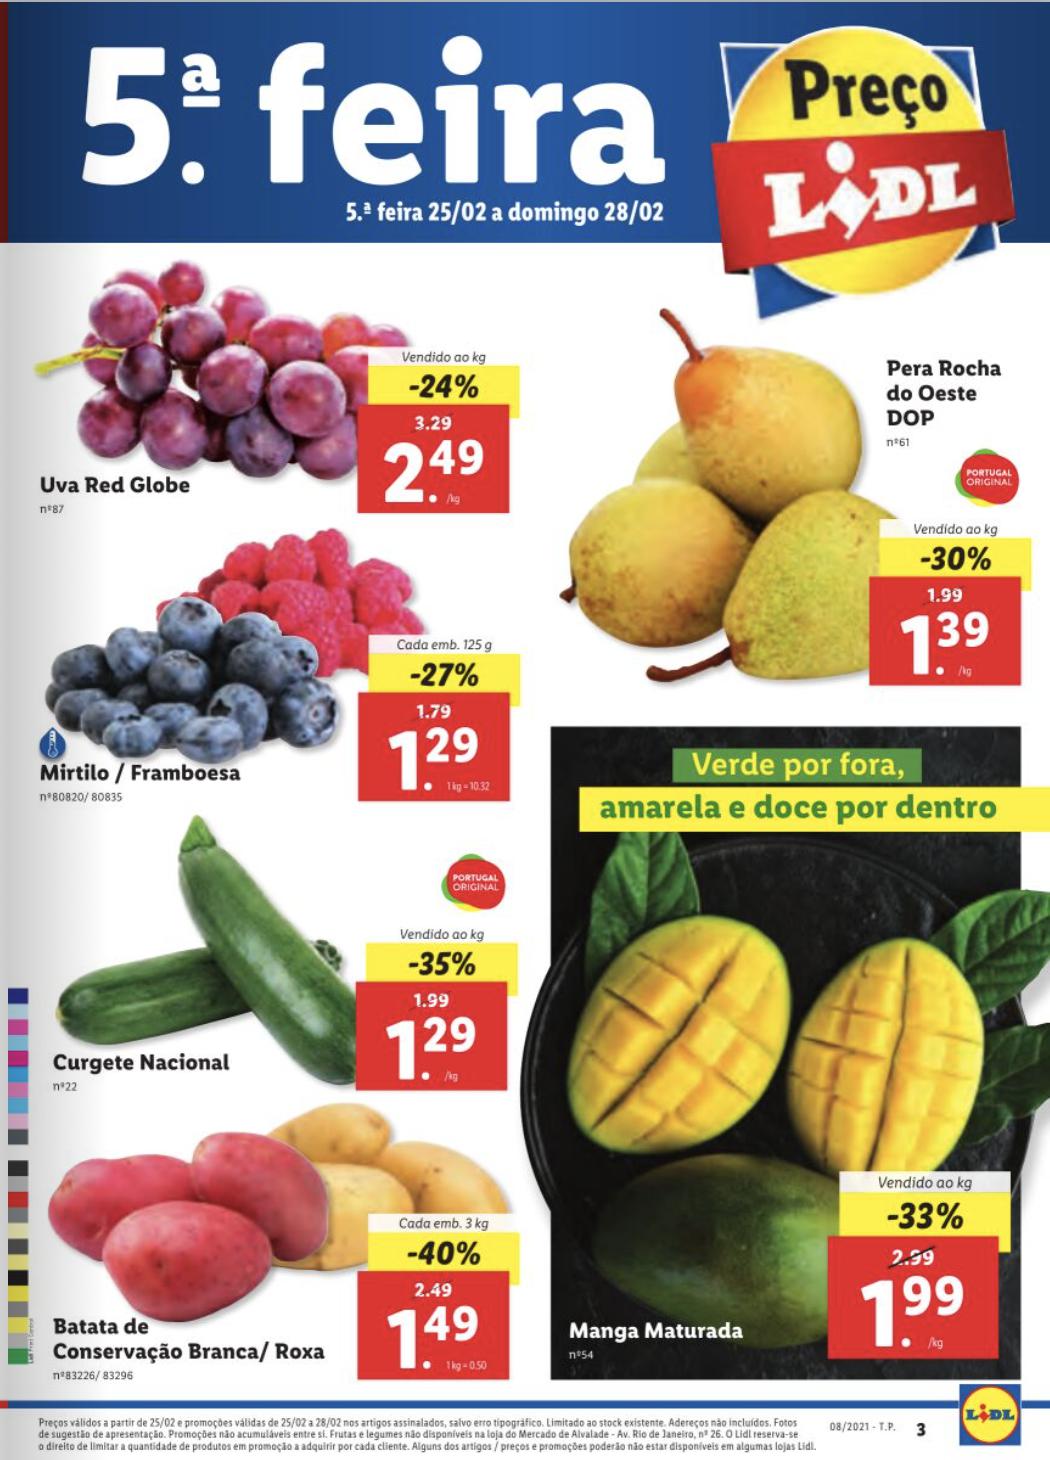 5.ª feira
5.ª feira 25/02 a domingo 28/02
Preço
LIDL
Vendido ao kg
-24%
3.29
2.49
/kg
Uva Red Globe
nº87
Pera Rocha
do Oeste
DOP
nº61
PORTUGAL
ORIGINAL
Vendido ao kg
-30%
1.99
1.39
/kg
Cada emb. 125 g
-27%
1.79
1.29
1 kg = 10.32
Mirtilo / Framboesa
nº80820/ 80835
PORTUGAL
ORIGINAL
Vendido ao kg
-35%
1.99
1.29
/kg
Curgete Nacional
nº22
Cada emb. 3 kg
-40%
2.49
1.49
1 kg = 0.50
Batata de
Conservação Branca/ Roxa
nº83226/ 83296
Verde por fora,
amarela e doce por dentro
Vendido ao kg
-33%
2.99
1.99
/kg
Manga Maturada
nº54
Preços válidos a partir de 25/02 e promoções válidas de 25/02 a 28/02 nos artigos assinalados, salvo erro tipográfico. Limitado ao stock existente. Adereços não incluídos. Fotos
de sugestão de apresentação. Promoções não acumuláveis entre si. Frutas e legumes não disponíveis na loja do Mercado de Alvalade - Av. Rio de Janeiro, nº 26. O Lidl reserva-se
o direito de limitar a quantidade de produtos em promoção a adquirir por cada cliente. Alguns dos artigos / preços e promoções poderão não estar disponíveis em algumas lojas Lidl.
08/2021 - T.P.
3
LIDL